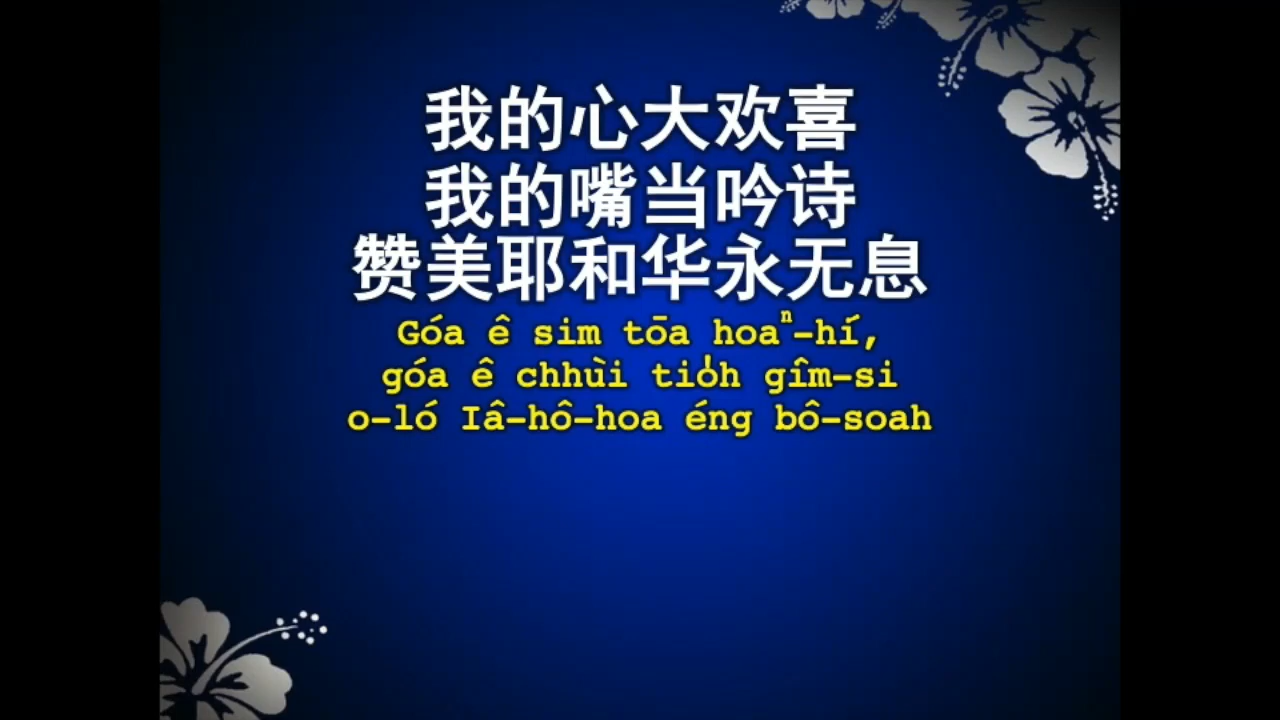 我的心大欢喜
我的嘴当吟诗
赞美耶和华永无息
Góa ê sim tōa hoaⁿ-hí,
góa ê chhùi tio̍h gîm-si
o-ló Iâ-hô-hoa éng bô-soah